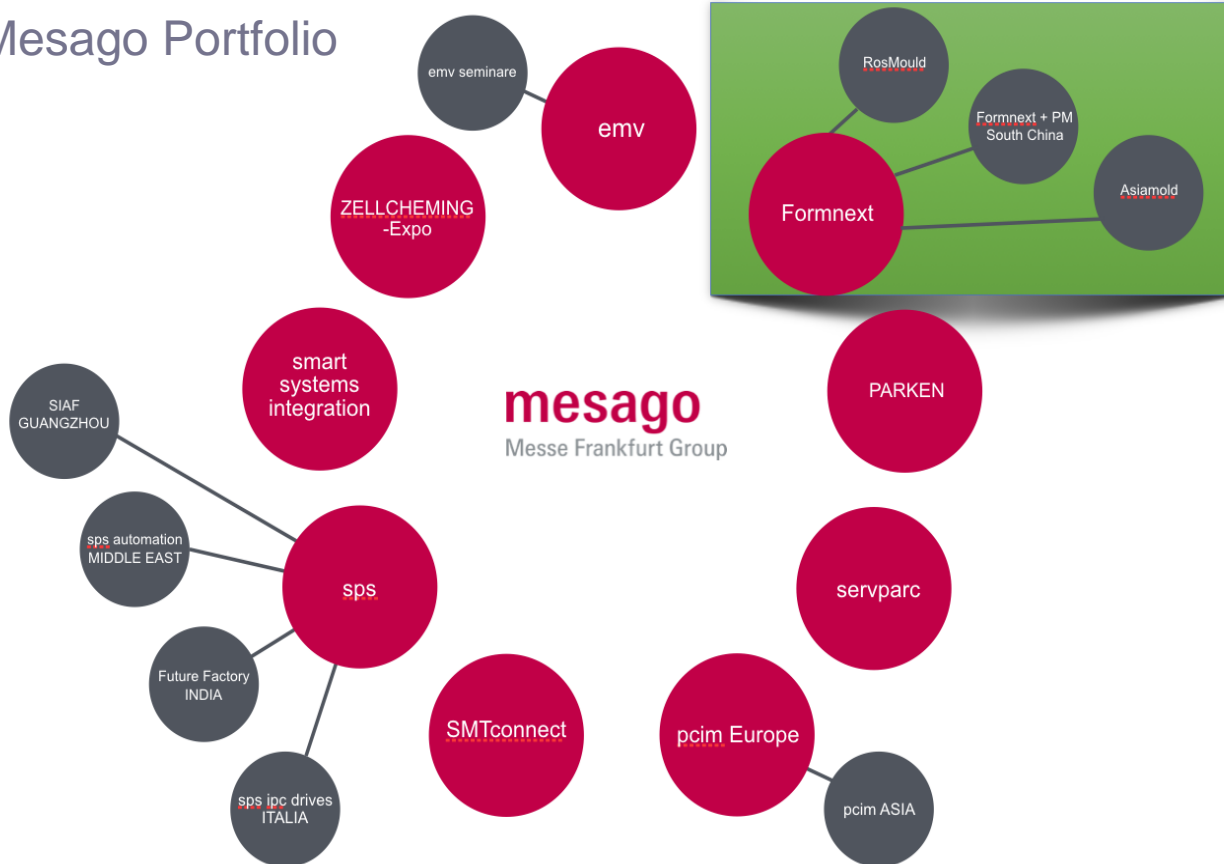 Mesago Portfolio
emv seminare
emv
RosMould
Formnext + PM
South China
Asiamold
Formnext
ZELLCHEMING
-Expo
smart
systems
integration
mesago
Messe Frankfurt Group
PARKEN
SIAF
GUANGZHOU
sps automation
MIDDLE EAST
sps
servparc
Future Factory
INDIA
SMTconnect
pcim Europe
sps ipc drives
ITALIA
pcim ASIA